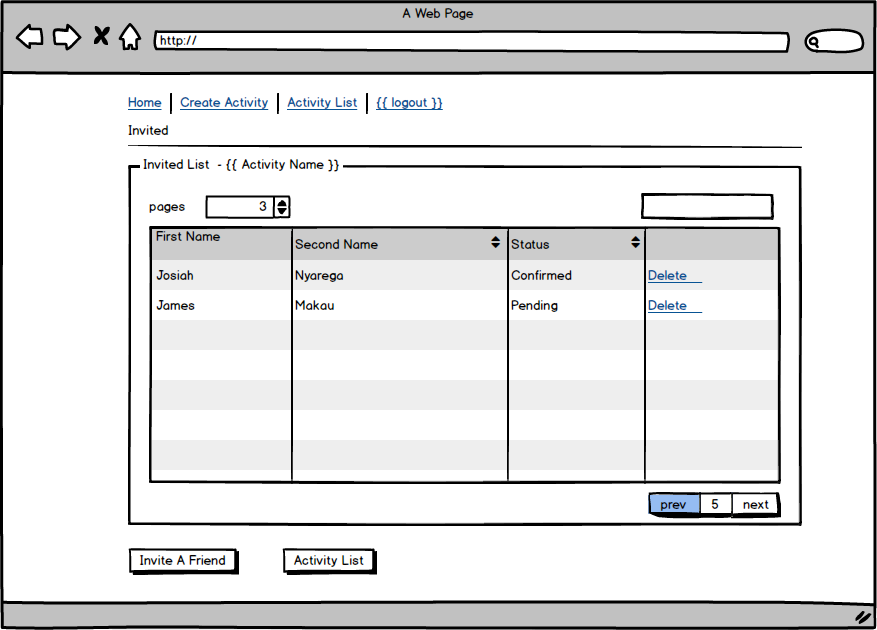 A Web Page
http://
Home Create Activity Activity List {{ logout }}
Invited
Invited List - {{ Activity Name }}
pages 3
First Name Second Name Status
Josiah Nyarega Confirmed Delete
James Makau Pending Delete
prev 5 next
Invite A Friend Activity List